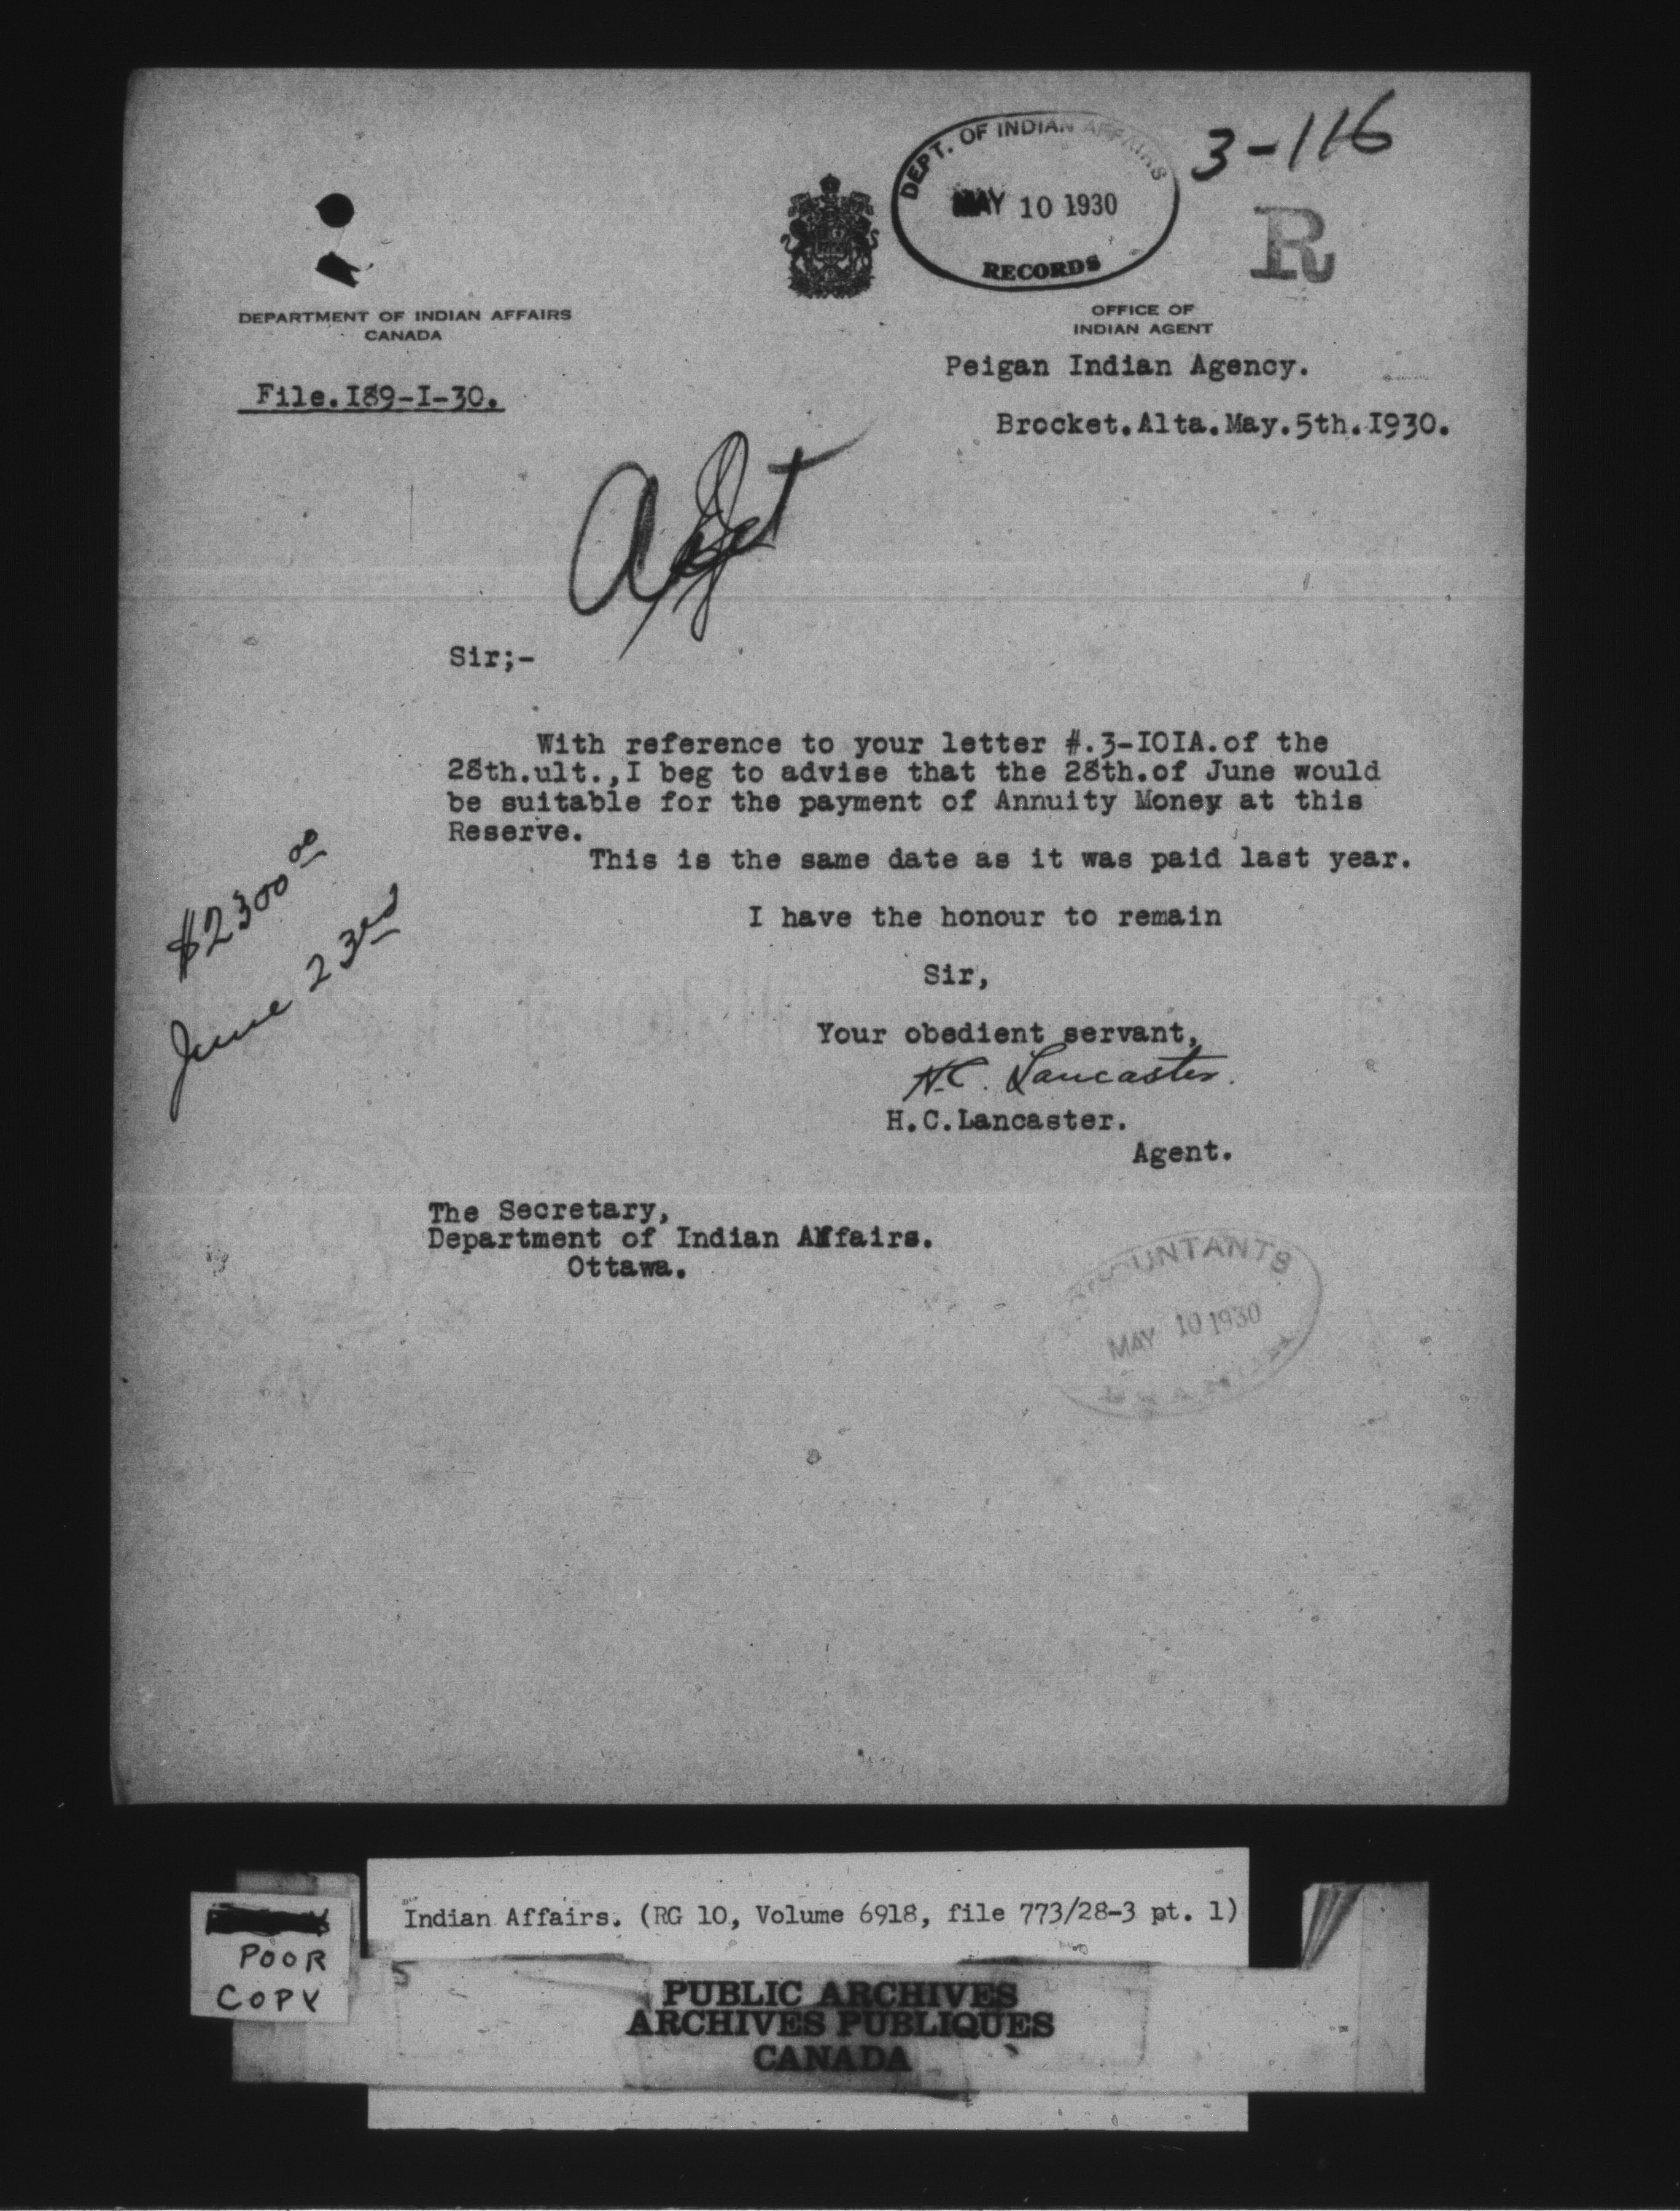 3-116
DEPT. OF INDIAN AFFAIRS
MAY 10 1930
RECORDS
R
DEPARTMENT OF INDIAN AFFAIRS
CANADA
OFFICE OF
INDIAN AGENT
Peigan Indian Agency.
File.I89-I-30.
Brocket.Alta.May.5th.I930.
Sir;-
With reference to your letter #.3-IOIA.of the
28th.ult.,I beg to advise that the 28th.of June would
be suitable for the payment of Annuity Money at this
Reserve.
This is the same date as it was paid last year.
$2300 00
June 23rd
I have the honour to remain
Sir,
Your obedient servant,
H.C. Lancaster.
H.C.Lancaster.
Agent.
The Secretary,
Department of Indian Affairs.
Ottawa.
MAY 10 1930
Indian Affairs. (RG 10, Volume 6918, file 773/28-3 pt. 1)
POOR
COPY
PUBLIC ARCHIVES
ARCHIVES PUBLIQUES
CANADA